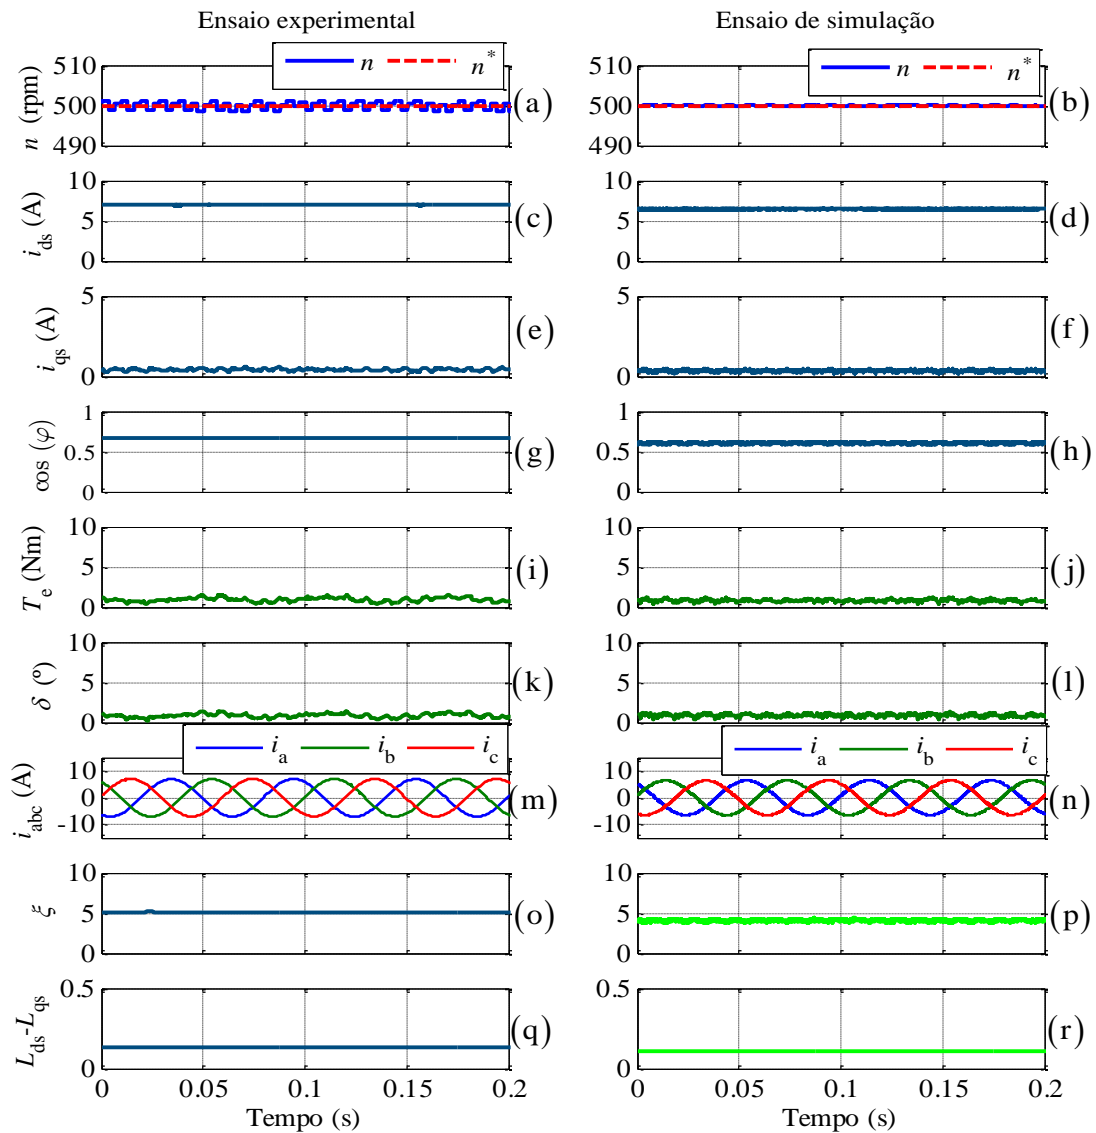 Ensaio experimental
Ensaio de simulação
n n*
n n*
n (rpm) 510 500 490 (a)
510 500 490 (b)
i_ds (A) 10 5 0 (c)
10 5 0 (d)
i_qs (A) 5 0 (e)
5 0 (f)
cos (φ) 1 0.5 0 (g)
1 0.5 0 (h)
T_e (Nm) 10 5 0 (i)
10 5 0 (j)
δ (º) 10 5 0 (k)
10 5 0 (l)
i_a i_b i_c
i_a i_b i_c
i_abc (A) 10 0 -10 (m)
10 0 -10 (n)
ξ 10 5 0 (o)
10 5 0 (p)
L_ds-L_qs 0.5 0 (q)
0.5 0 (r)
0 0.05 0.1 0.15 0.2
0 0.05 0.1 0.15 0.2
Tempo (s)
Tempo (s)